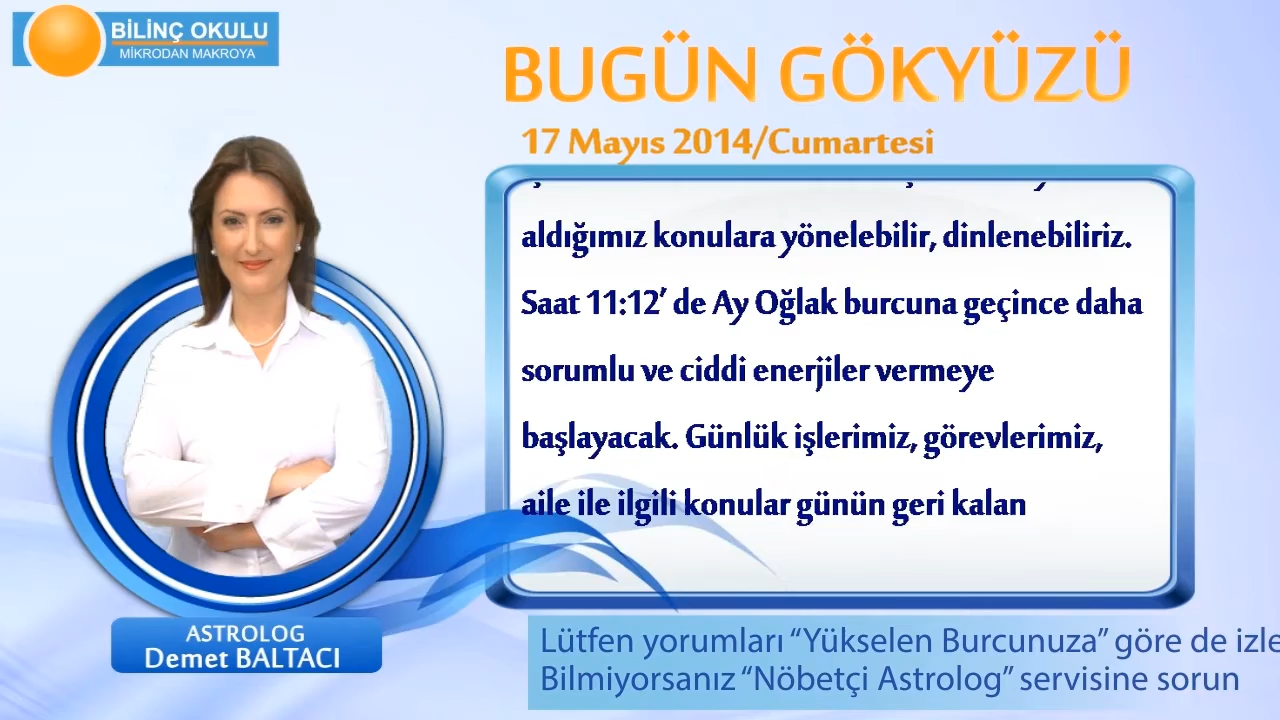 BİLİNÇ OKULU
MİKRODAN MAKROYA
BUGÜN GÖKYÜZÜ
17 Mayıs 2014/Cumartesi
aldığımız konulara yönelebilir, dinlenebiliriz.
Saat 11:12’ de Ay Oğlak burcuna geçince daha
sorumlu ve ciddi enerjiler vermeye
başlayacak. Günlük işlerimiz, görevlerimiz,
aile ile ilgili konular günün geri kalan
ASTROLOG
Demet BALTACI
Lütfen yorumları “Yükselen Burcunuza” göre de izle
Bilmiyorsanız “Nöbetçi Astrolog” servisine sorun